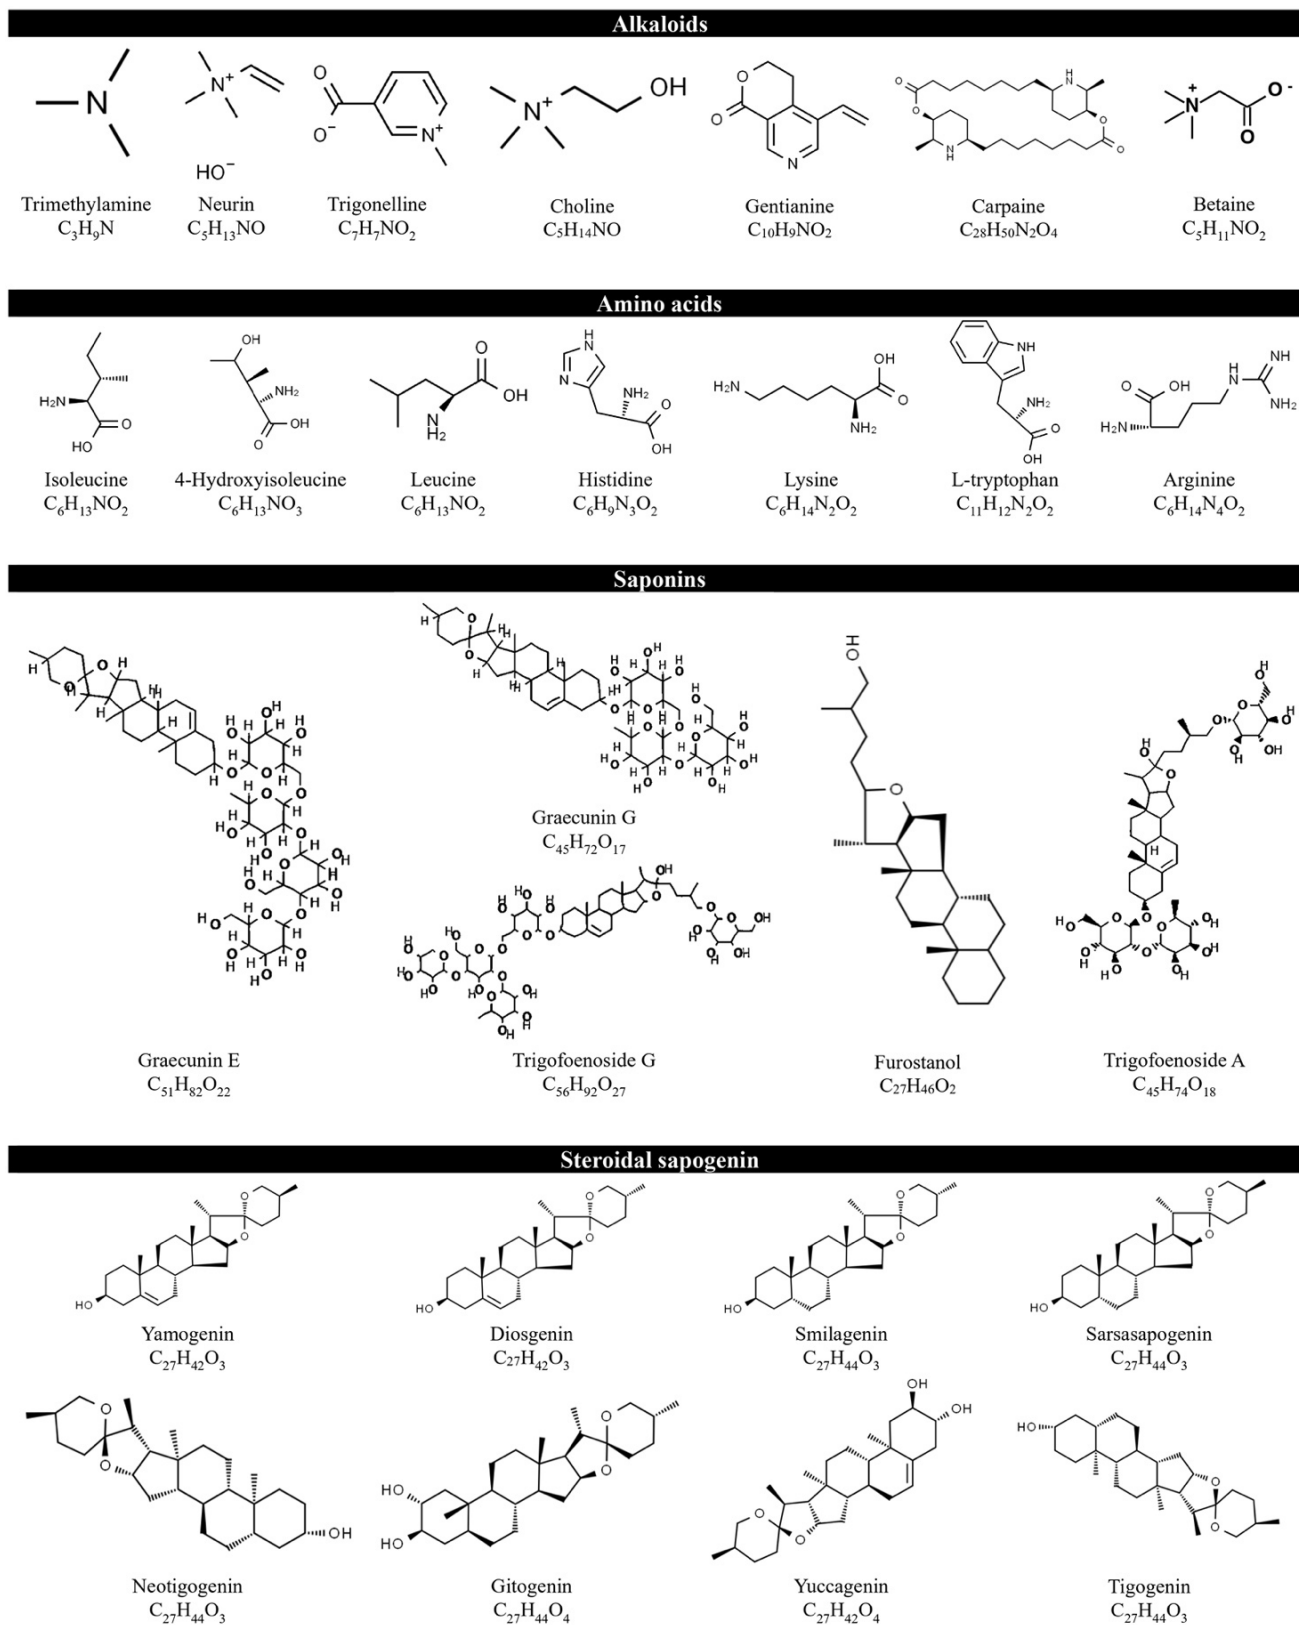 Alkaloids
Trimethylamine
C3H9N
HO−
Neurin
C5H13NO
Trigonelline
C7H7NO2
Choline
C5H14NO
Gentianine
C10H9NO2
Carpaine
C28H50N2O4
Betaine
C5H11NO2
Amino acids
Isoleucine
C6H13NO2
4-Hydroxyisoleucine
C6H13NO3
Leucine
C6H13NO2
Histidine
C6H9N3O2
Lysine
C6H14N2O2
L-tryptophan
C11H12N2O2
Arginine
C6H14N4O2
Saponins
Graecunin G
C45H72O17
Graecunin E
C51H82O22
Trigofoenoside G
C56H92O27
Furostanol
C27H46O2
Trigofoenoside A
C45H74O18
Steroidal sapogenin
Yamogenin
C27H42O3
Diosgenin
C27H42O3
Smilagenin
C27H44O3
Sarsasapogenin
C27H44O3
Neotigogenin
C27H44O3
Gitogenin
C27H44O4
Yuccagenin
C27H42O4
Tigogenin
C27H44O3